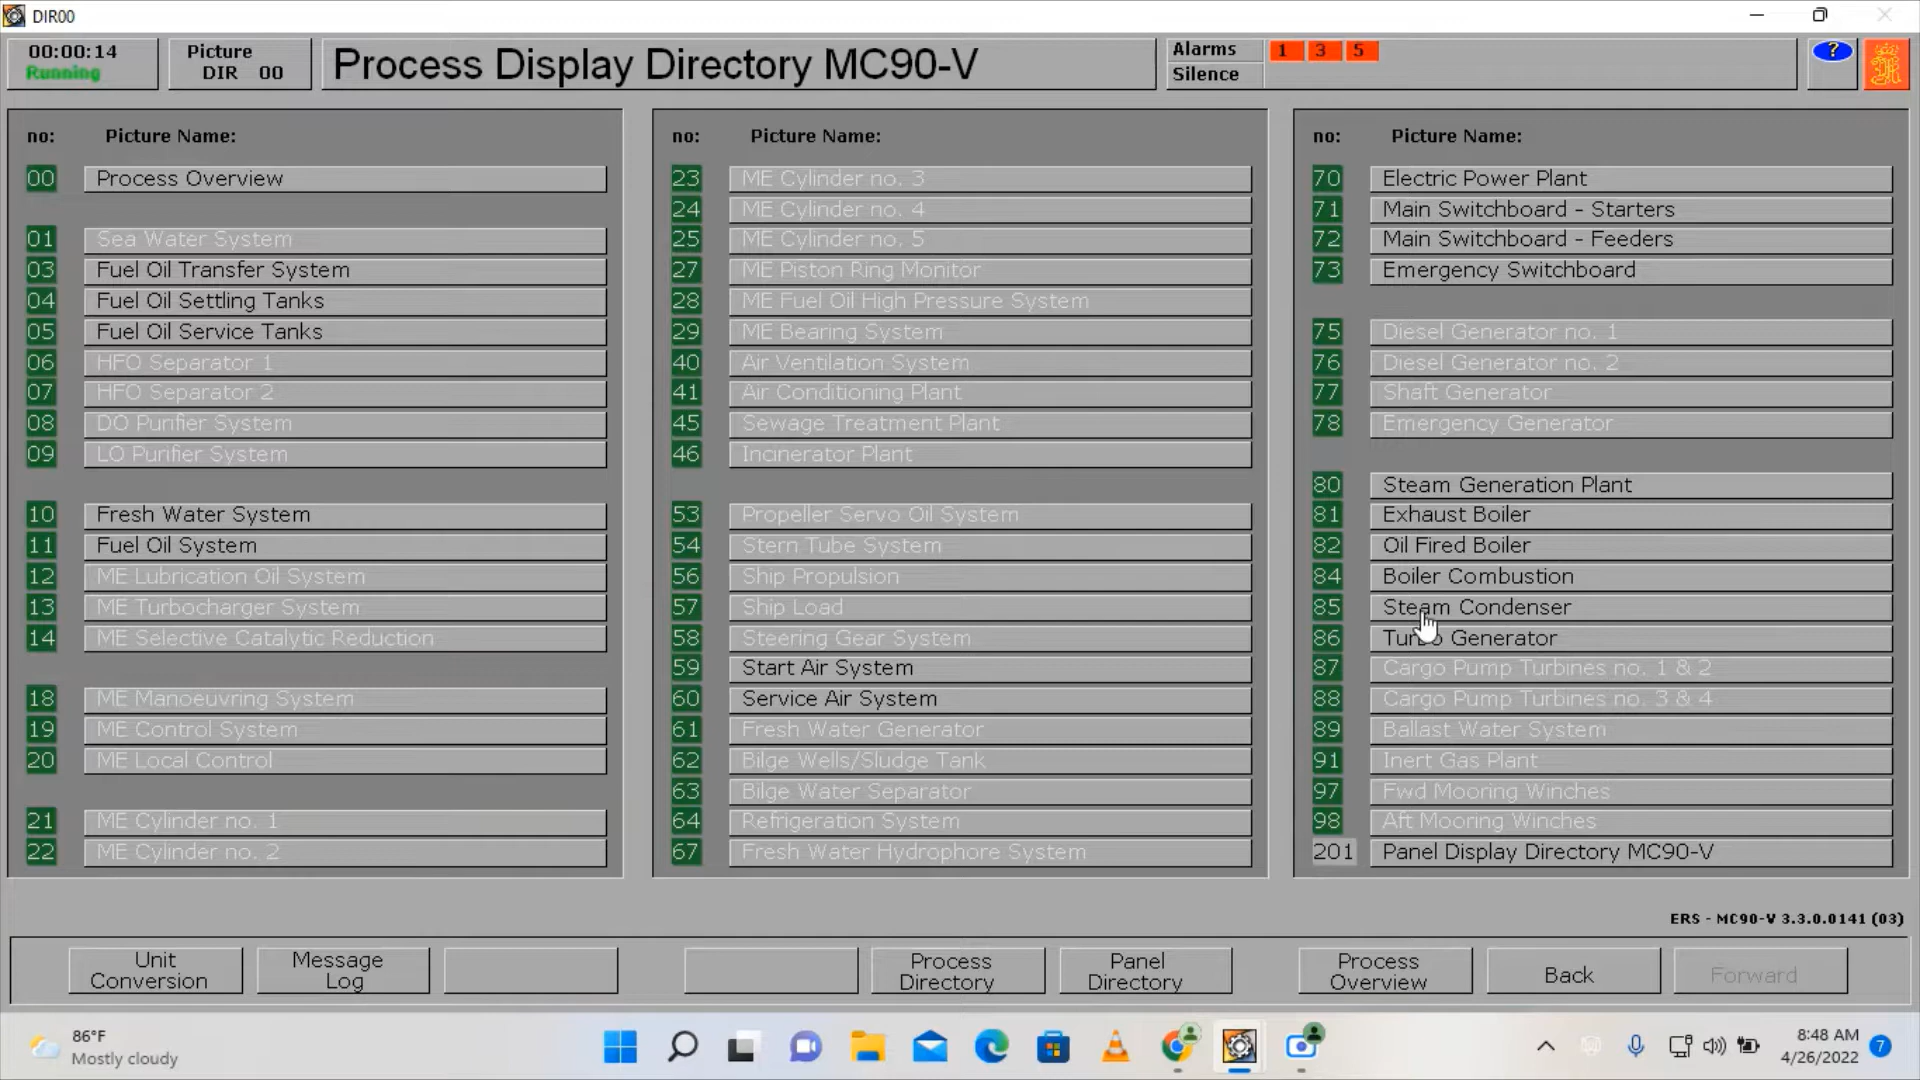 DIR00
00:00:14
Running
Picture
DIR 00
Process Display Directory MC90-V
Alarms
Silence
1 3 5
?
no: Picture Name:
00 Process Overview
01 Sea Water System
03 Fuel Oil Transfer System
04 Fuel Oil Settling Tanks
05 Fuel Oil Service Tanks
06 HFO Separator 1
07 HFO Separator 2
08 DO Purifier System
09 LO Purifier System
10 Fresh Water System
11 Fuel Oil System
12 ME Lubrication Oil System
13 ME Turbocharger System
14 ME Selective Catalytic Reduction
18 ME Manoeuvring System
19 ME Control System
20 ME Local Control
21 ME Cylinder no. 1
22 ME Cylinder no. 2
no: Picture Name:
23 ME Cylinder no. 3
24 ME Cylinder no. 4
25 ME Cylinder no. 5
27 ME Piston Ring Monitor
28 ME Fuel Oil High Pressure System
29 ME Bearing System
40 Air Ventilation System
41 Air Conditioning Plant
45 Sewage Treatment Plant
46 Incinerator Plant
53 Propeller Servo Oil System
54 Stern Tube System
56 Ship Propulsion
57 Ship Load
58 Steering Gear System
59 Start Air System
60 Service Air System
61 Fresh Water Generator
62 Bilge Wells/Sludge Tank
63 Bilge Water Separator
64 Refrigeration System
67 Fresh Water Hydrophore System
no: Picture Name:
70 Electric Power Plant
71 Main Switchboard - Starters
72 Main Switchboard - Feeders
73 Emergency Switchboard
75 Diesel Generator no. 1
76 Diesel Generator no. 2
77 Shaft Generator
78 Emergency Generator
80 Steam Generation Plant
81 Exhaust Boiler
82 Oil Fired Boiler
84 Boiler Combustion
85 Steam Condenser
86 Turbo Generator
87 Cargo Pump Turbines no. 1 & 2
88 Cargo Pump Turbines no. 3 & 4
89 Ballast Water System
91 Inert Gas Plant
97 Fwd Mooring Winches
98 Aft Mooring Winches
201 Panel Display Directory MC90-V
ERS - MC90-V 3.3.0.0141 (03)
Unit
Conversion
Message
Log
Process
Directory
Panel
Directory
Process
Overview
Back
Forward
86°F
Mostly cloudy
8:48 AM
4/26/2022
7